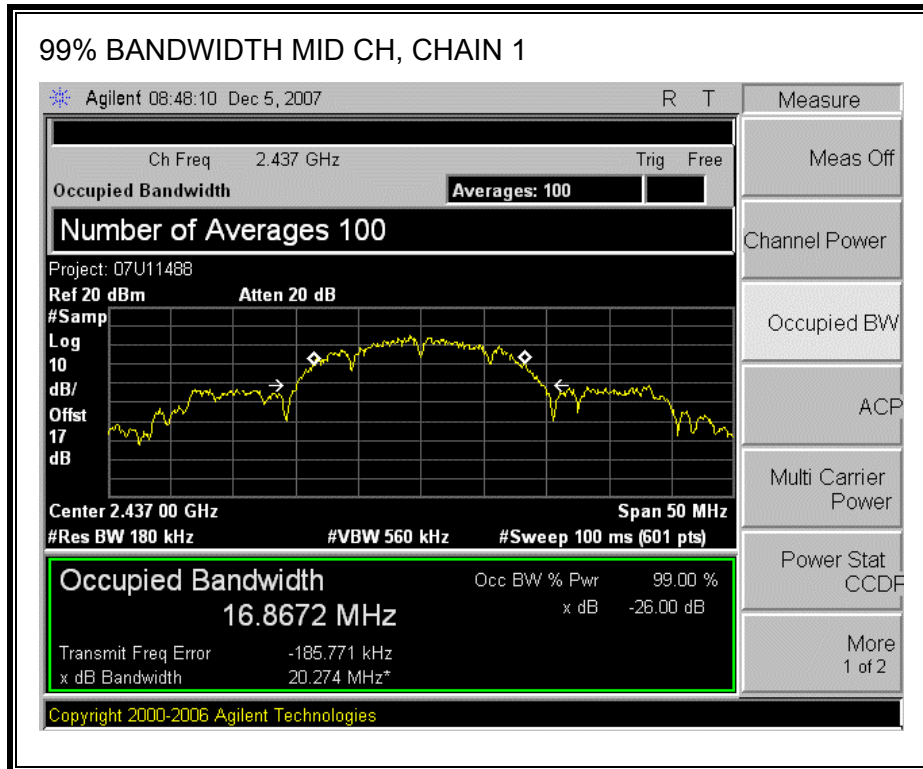 99% BANDWIDTH MID CH, CHAIN 1
Agilent 08:48:10 Dec 5, 2007 R T
Measure
Ch Freq 2.437 GHz Trig Free
Occupied Bandwidth Averages: 100
Number of Averages 100
Project: 07U11488
Ref 20 dBm Atten 20 dB
#Samp
Log
10
dB/
Offst
17
dB
Center 2.437 00 GHz Span 50 MHz
#Res BW 180 kHz #VBW 560 kHz #Sweep 100 ms (601 pts)
Occupied Bandwidth
16.8672 MHz
Occ BW % Pwr 99.00 %
x dB -26.00 dB
Transmit Freq Error -185.771 kHz
x dB Bandwidth 20.274 MHz*
Copyright 2000-2006 Agilent Technologies
Meas Off
Channel Power
Occupied BW
ACP
Multi Carrier
Power
Power Stat
CCDF
More
1 of 2